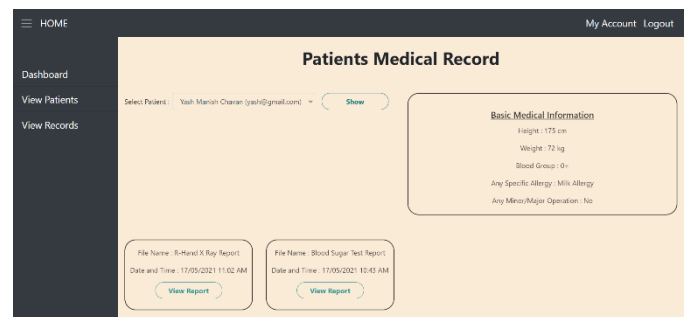 HOME
My Account Logout
Patients Medical Record
Dashboard
View Patients
View Records
Select Patient : Yash Manish Chavan (yash@gmail.com) Show
Basic Medical Information
Height : 175 cm
Weight : 72 kg
Blood Group : 0+
Any Specific Allergy : Milk Allergy
Any Minor/Major Operation : No
File Name : R-Hand X Ray Report
Date and Time : 17/05/2021 11:02 AM
View Report
File Name : Blood Sugar Test Report
Date and Time : 17/05/2021 10:43 AM
View Report